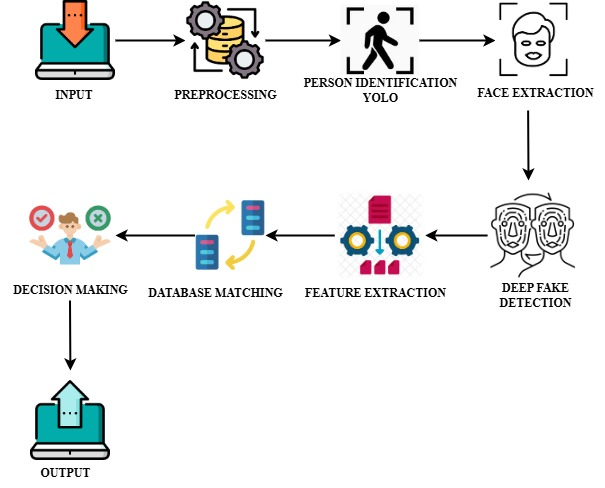 INPUT
PREPROCESSING
PERSON IDENTIFICATION
YOLO
FACE EXTRACTION
DECISION MAKING
DATABASE MATCHING
FEATURE EXTRACTION
DEEP FAKE
DETECTION
OUTPUT